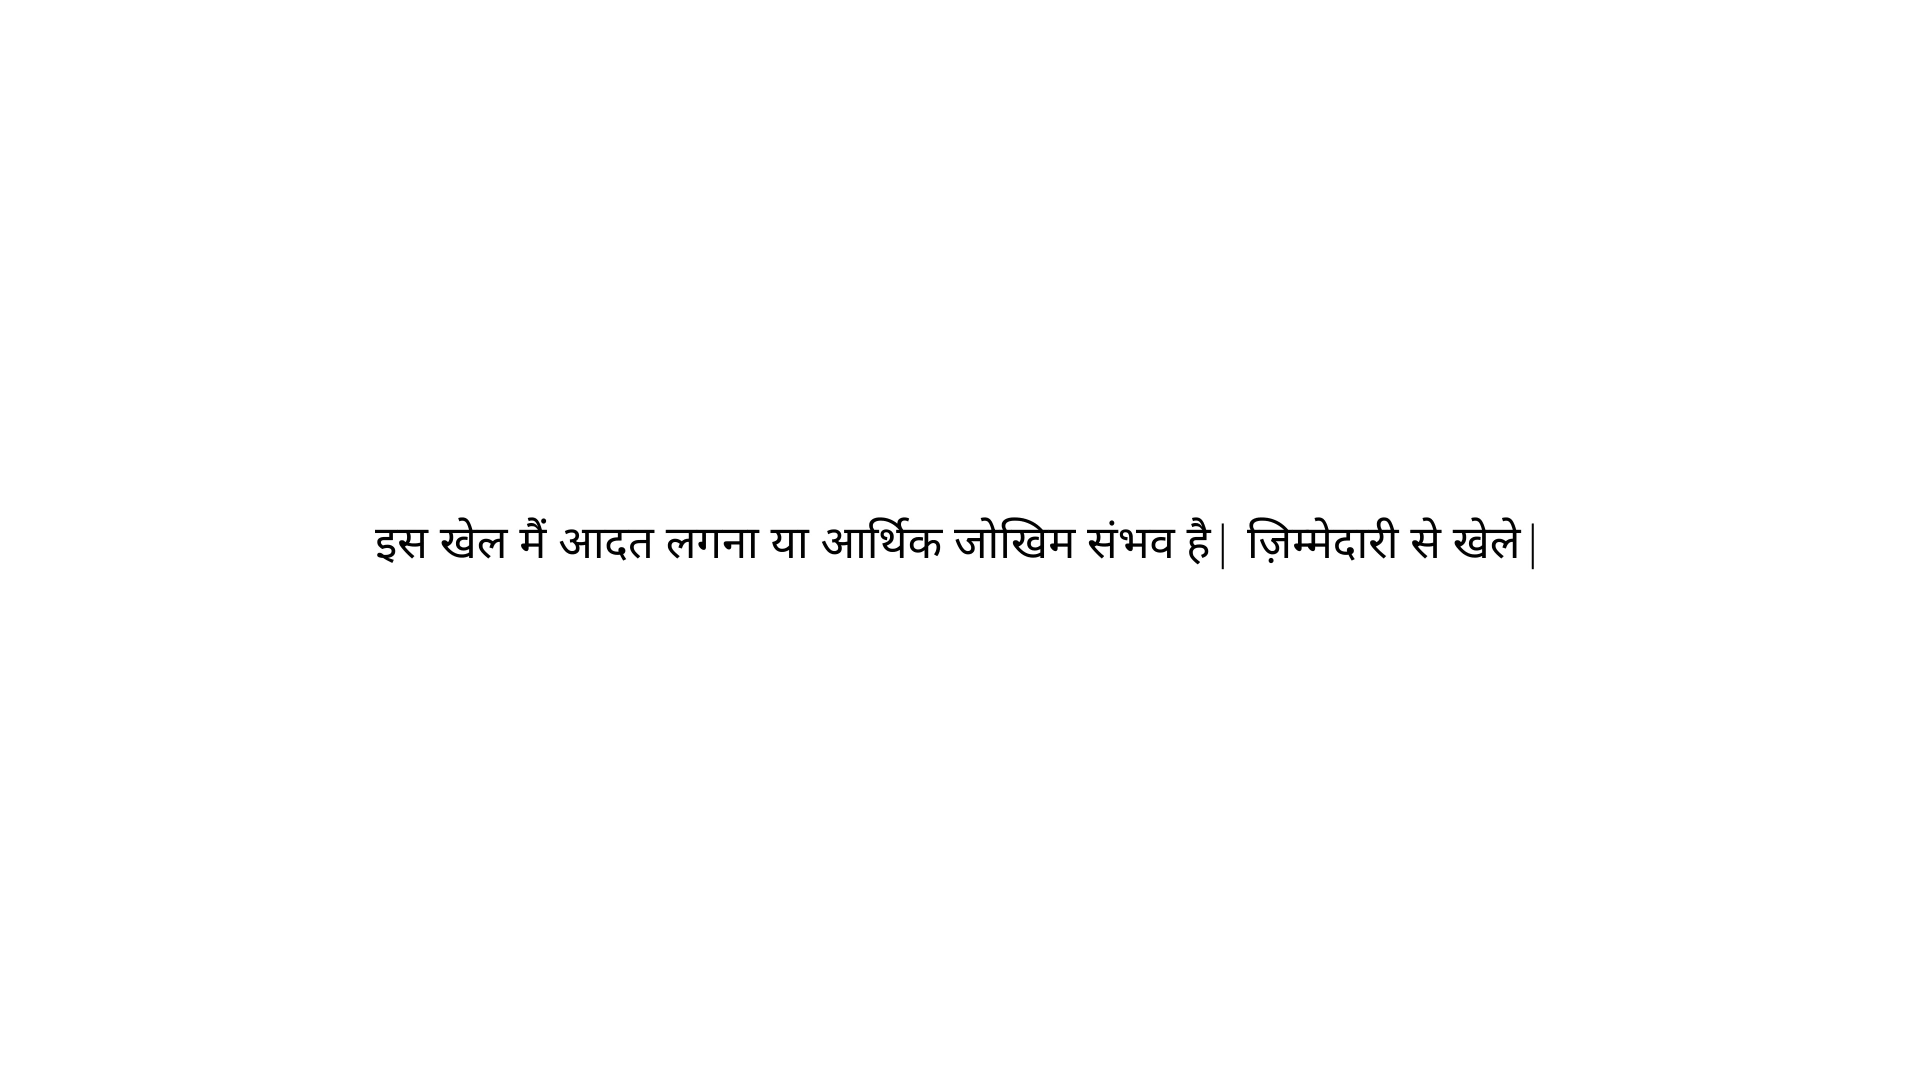 इस खेल मैं आदत लगना या आर्थिक जोखिम संभव है| ज़िम्मेदारी से खेले|